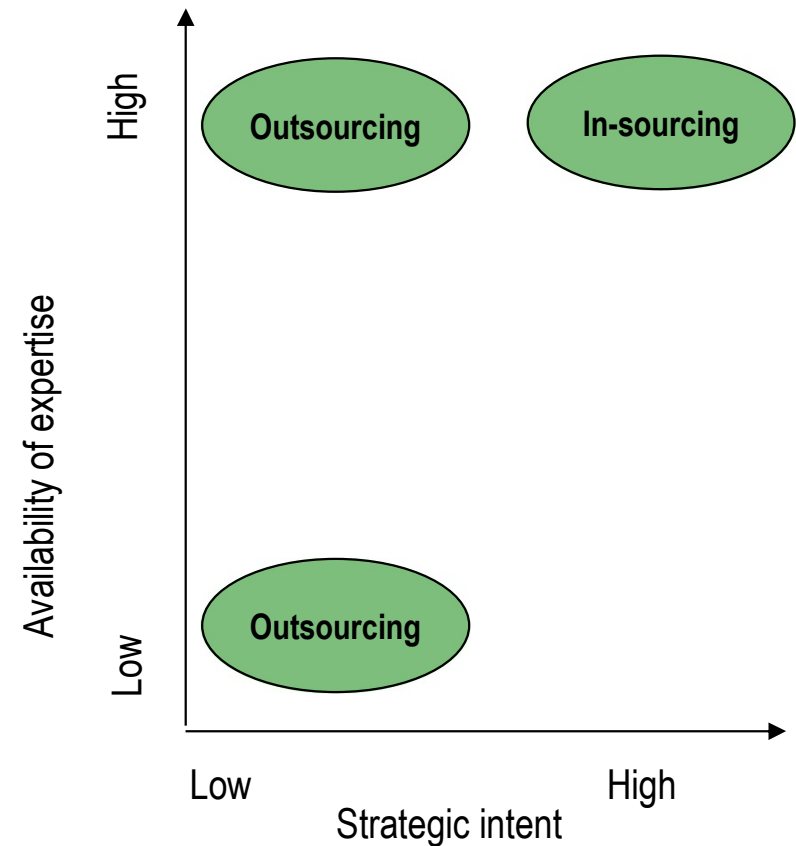 High
Outsourcing
In-sourcing
Availability of expertise
Outsourcing
Low
Low
High
Strategic intent